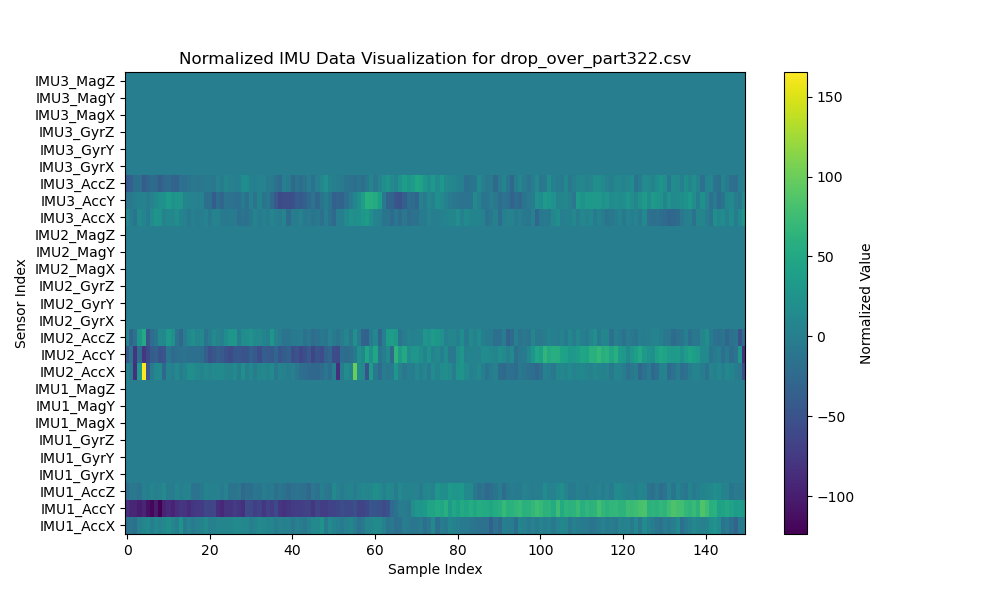 Normalized IMU Data Visualization for drop_over_part322.csv
IMU3_MagZ
IMU3_MagY
IMU3_MagX
IMU3_GyrZ
IMU3_GyrY
IMU3_GyrX
IMU3_AccZ
IMU3_AccY
IMU3_AccX
IMU2_MagZ
IMU2_MagY
IMU2_MagX
IMU2_GyrZ
IMU2_GyrY
IMU2_GyrX
IMU2_AccZ
IMU2_AccY
IMU2_AccX
IMU1_MagZ
IMU1_MagY
IMU1_MagX
IMU1_GyrZ
IMU1_GyrY
IMU1_GyrX
IMU1_AccZ
IMU1_AccY
IMU1_AccX
Sensor Index
0 20 40 60 80 100 120 140
Sample Index
150
100
50
0
−50
−100
Normalized Value